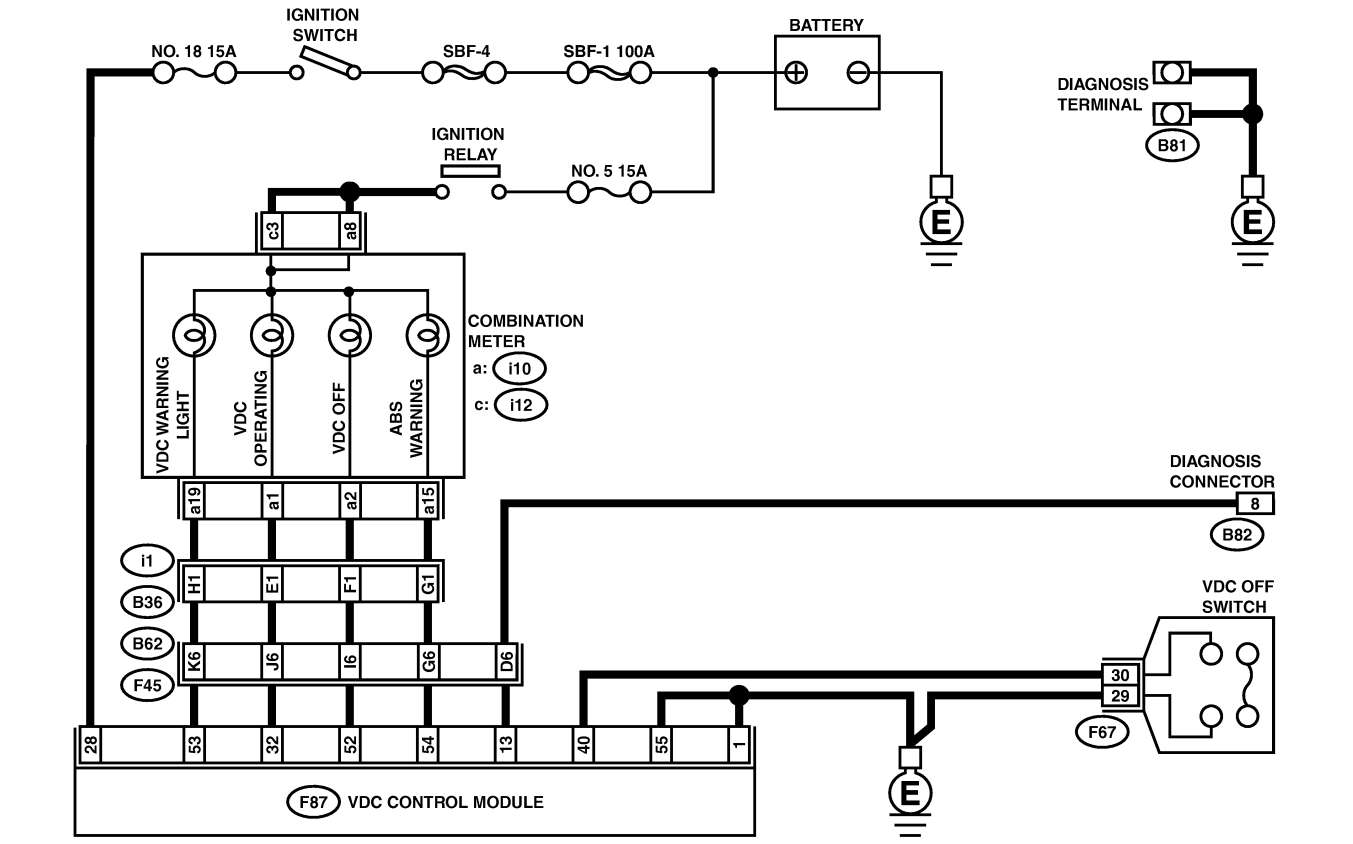 IGNITION
SWITCH
BATTERY
NO. 18 15A
SBF-4
SBF-1 100A
DIAGNOSIS
TERMINAL
B81
IGNITION
RELAY
NO. 5 15A
E
E
c3
a8
COMBINATION
METER
a: i10
c: i12
VDC WARNING
LIGHT
VDC
OPERATING
VDC OFF
ABS
WARNING
a19
a1
a2
a15
DIAGNOSIS
CONNECTOR
8
B82
i1
H1
E1
F1
G1
B36
B62
K6
J6
I6
G6
D6
F45
VDC OFF
SWITCH
30
29
F67
28
53
32
52
54
13
40
55
1
E
F87 VDC CONTROL MODULE